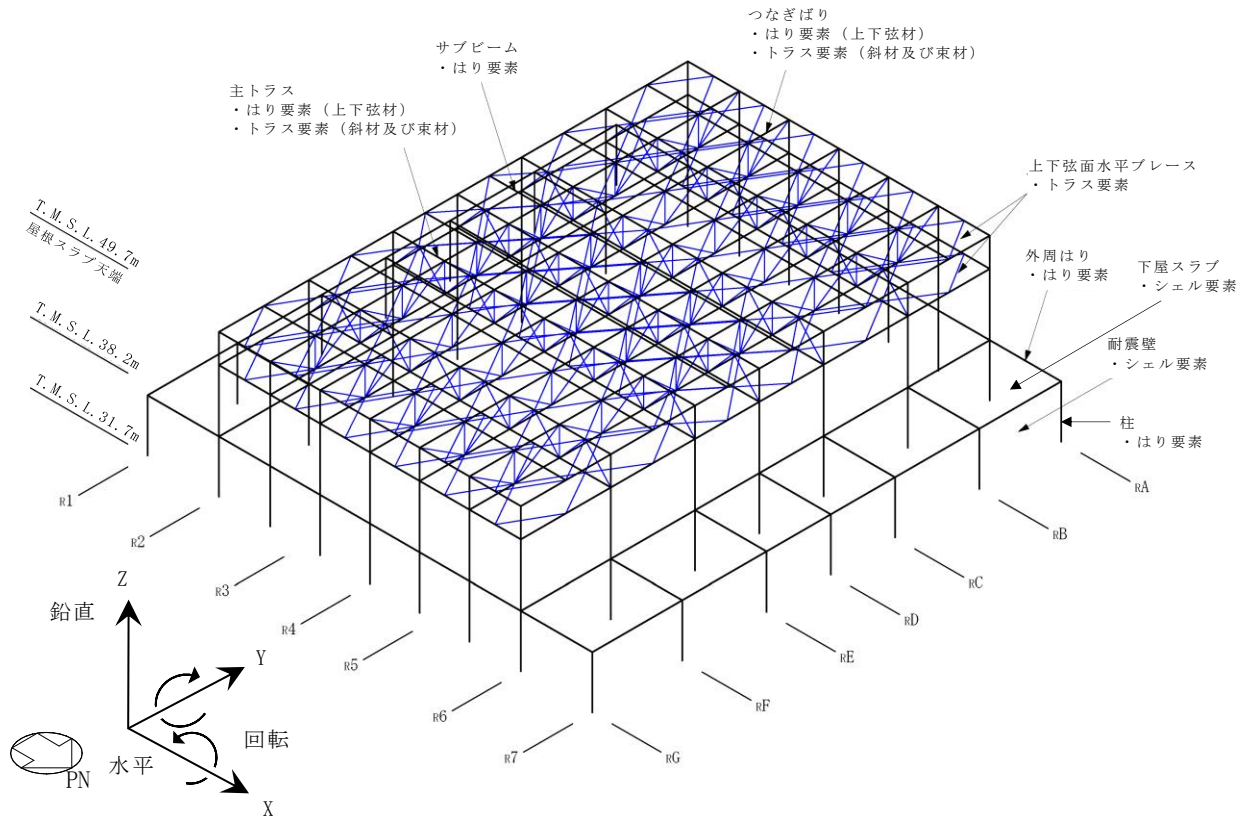 つなぎばり
・はり要素（上下弦材）
・トラス要素（斜材及び束材）
サブビーム
・はり要素
主トラス
・はり要素（上下弦材）
・トラス要素（斜材及び束材）
上下弦面水平ブレース
・トラス要素
外周はり
・はり要素
下屋スラブ
・シェル要素
耐震壁
・シェル要素
柱
・はり要素
T.M.S.L.49.7m
屋根スラブ天端
T.M.S.L.38.2m
T.M.S.L.31.7m
R1
R2
R3
R4
R5
R6
R7
RA
RB
RC
RD
RE
RF
RG
Z
鉛直
Y
回転
水平
X
PN